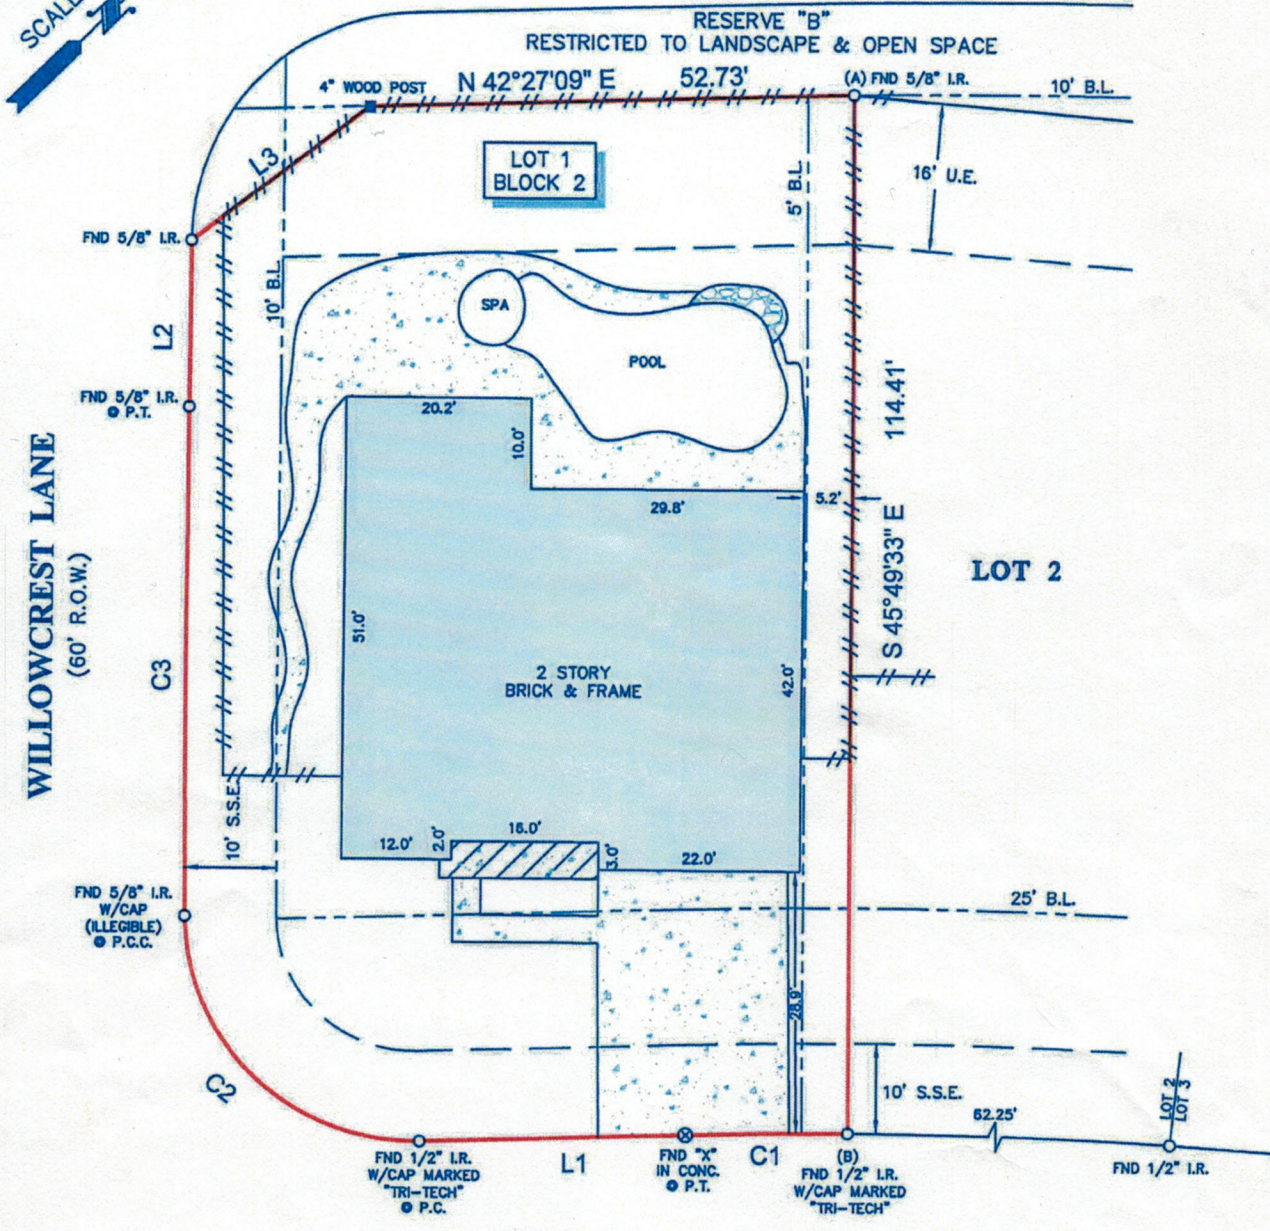 SCALE
RESERVE "B"
RESTRICTED TO LANDSCAPE & OPEN SPACE
4" WOOD POST
N 42°27'09" E
52.73'
(A) FND 5/8" I.R.
10' B.L.
L3
LOT 1
BLOCK 2
5' B.L.
16' U.E.
FND 5/8" I.R.
10' B.L.
SPA
POOL
L2
114.41'
FND 5/8" I.R.
@ P.T.
20.2'
10.0'
29.8'
5.2'
S 45°49'33" E
LOT 2
WILLOWCREST LANE
(60' R.O.W.)
51.0'
C3
2 STORY
BRICK & FRAME
42.0'
10' S.S.E.
12.0'
2.0'
16.0'
3.0'
22.0'
FND 5/8" I.R.
W/CAP
(ILLEGIBLE)
@ P.C.C.
25' B.L.
28.9'
C2
10' S.S.E.
62.25'
LOT 2
LOT 3
FND 1/2" I.R.
W/CAP MARKED
"TRI-TECH"
@ P.C.
L1
FND "X"
IN CONC.
@ P.T.
C1
(B)
FND 1/2" I.R.
W/CAP MARKED
"TRI-TECH"
FND 1/2" I.R.